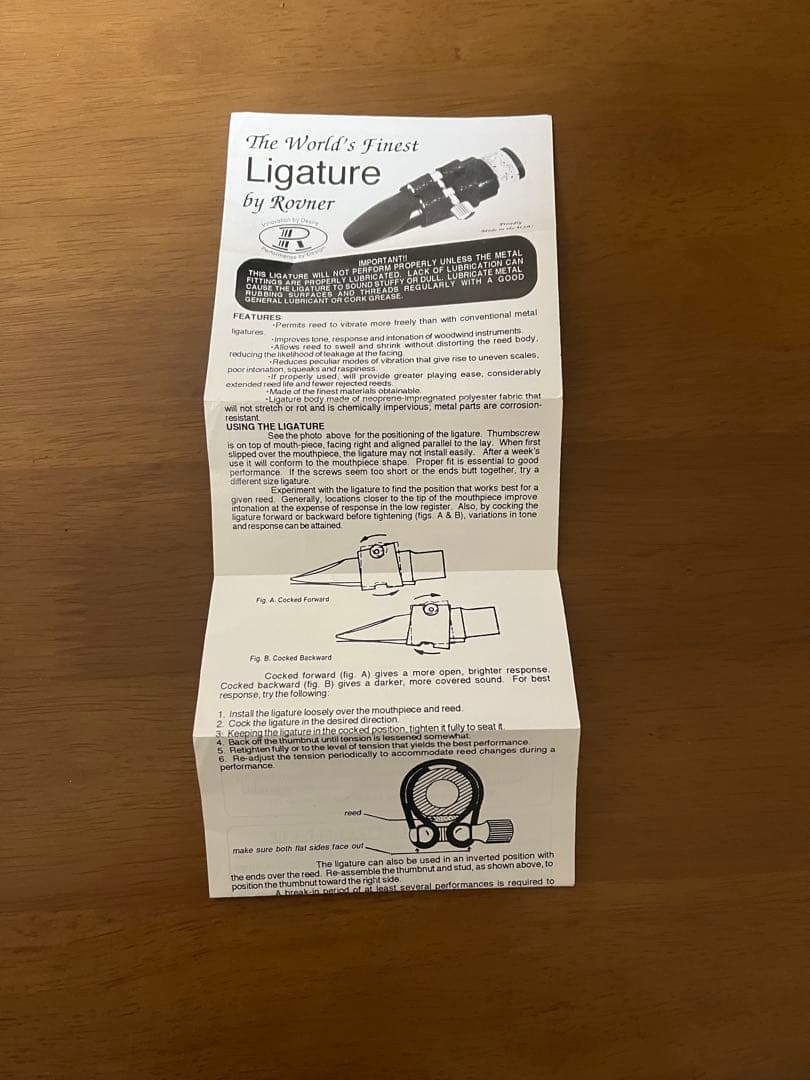 The World's Finest
Ligature
by Rovner
Innovation by Desire
R
Performance by Design
Proudly
Made in the U.S.A.!
IMPORTANT!!
THIS LIGATURE WILL NOT PERFORM PROPERLY UNLESS THE METAL
FITTINGS ARE PROPERLY LUBRICATED. LACK OF LUBRICATION CAN
CAUSE THE LIGATURE TO SOUND STUFFY OR DULL. LUBRICATE METAL
RUBBING SURFACES AND THREADS REGULARLY WITH A GOOD
GENERAL LUBRICANT OR CORK GREASE.
FEATURES
•Permits reed to vibrate more freely than with conventional metal
ligatures.
•Improves tone, response and intonation of woodwind instruments.
•Allows reed to swell and shrink without distorting the reed body,
reducing the likelihood of leakage at the facing.
•Reduces peculiar modes of vibration that give rise to uneven scales,
poor intonation, squeaks and raspiness.
•If properly used, will provide greater playing ease, considerably
extended reed life and fewer rejected reeds.
•Made of the finest materials obtainable.
•Ligature body made of neoprene-impregnated polyester fabric that
will not stretch or rot and is chemically impervious; metal parts are corrosion-
resistant.
USING THE LIGATURE
See the photo above for the positioning of the ligature. Thumbscrew
is on top of mouth-piece, facing right and aligned parallel to the lay. When first
slipped over the mouthpiece, the ligature may not install easily. After a week's
use it will conform to the mouthpiece shape. Proper fit is essential to good
performance. If the screws seem too short or the ends butt together, try a
different size ligature.
Experiment with the ligature to find the position that works best for a
given reed. Generally, locations closer to the tip of the mouthpiece improve
intonation at the expense of response in the low register. Also, by cocking the
ligature forward or backward before tightening (figs. A & B), variations in tone
and response can be attained.
Fig. A. Cocked Forward
Fig. B. Cocked Backward
Cocked forward (fig. A) gives a more open, brighter response.
Cocked backward (fig. B) gives a darker, more covered sound. For best
response, try the following:
1. Install the ligature loosely over the mouthpiece and reed.
2. Cock the ligature in the desired direction.
3. Keeping the ligature in the cocked position, tighten it fully to seat it.
4. Back off the thumbnut until tension is lessened somewhat.
5. Retighten fully or to the level of tension that yields the best performance.
6. Re-adjust the tension periodically to accommodate reed changes during a
performance.
reed
make sure both flat sides face out
The ligature can also be used in an inverted position with
the ends over the reed. Re-assemble the thumbnut and stud, as shown above, to
position the thumbnut toward the right side.
A break-in period of at least several performances is required to